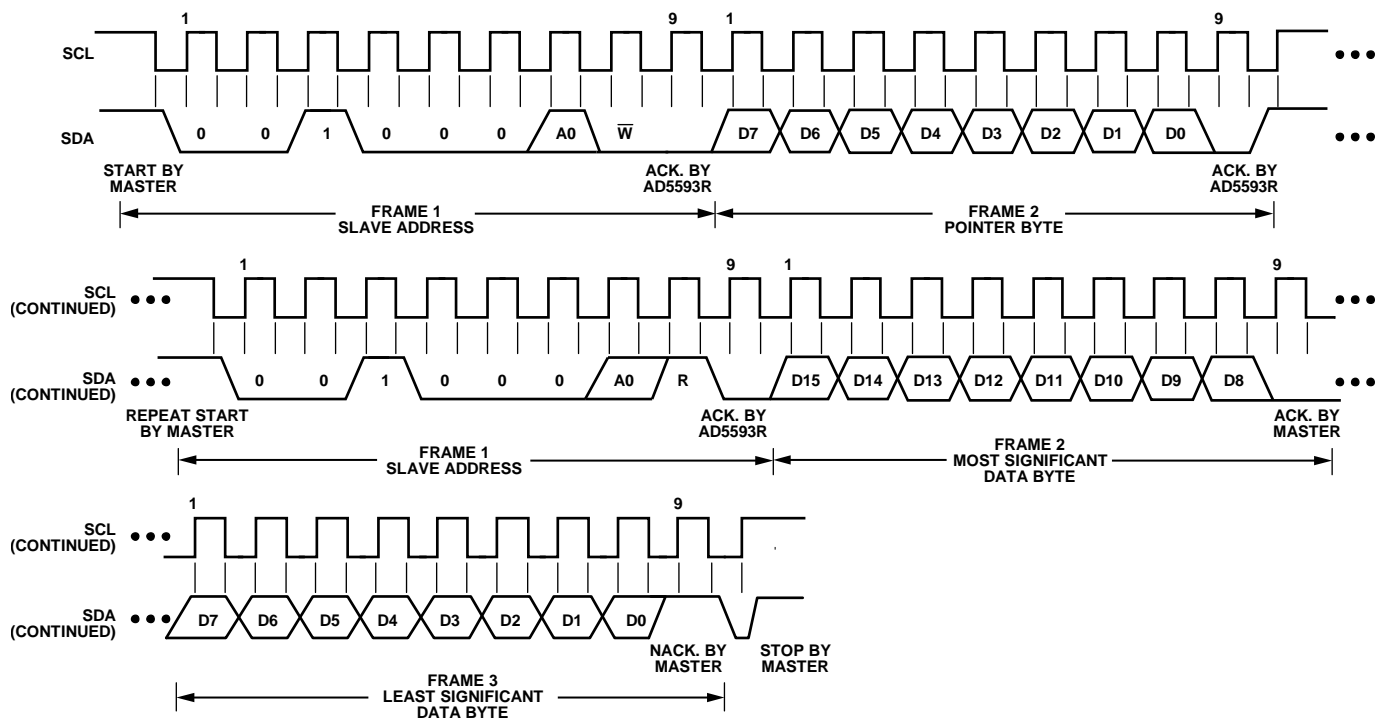 1 9 1 9
SCL
SDA 0 0 1 0 0 0 A0 W D7 D6 D5 D4 D3 D2 D1 D0
START BY MASTER
ACK. BY AD5593R
ACK. BY AD5593R
FRAME 1
SLAVE ADDRESS
FRAME 2
POINTER BYTE
1 9 1 9
SCL
(CONTINUED)
SDA
(CONTINUED)
0 0 1 0 0 0 A0 R D15 D14 D13 D12 D11 D10 D9 D8
REPEAT START
BY MASTER
ACK. BY
AD5593R
ACK. BY
MASTER
FRAME 1
SLAVE ADDRESS
FRAME 2
MOST SIGNIFICANT
DATA BYTE
1 9
SCL
(CONTINUED)
SDA
(CONTINUED)
D7 D6 D5 D4 D3 D2 D1 D0
NACK. BY
MASTER
STOP BY
MASTER
FRAME 3
LEAST SIGNIFICANT
DATA BYTE